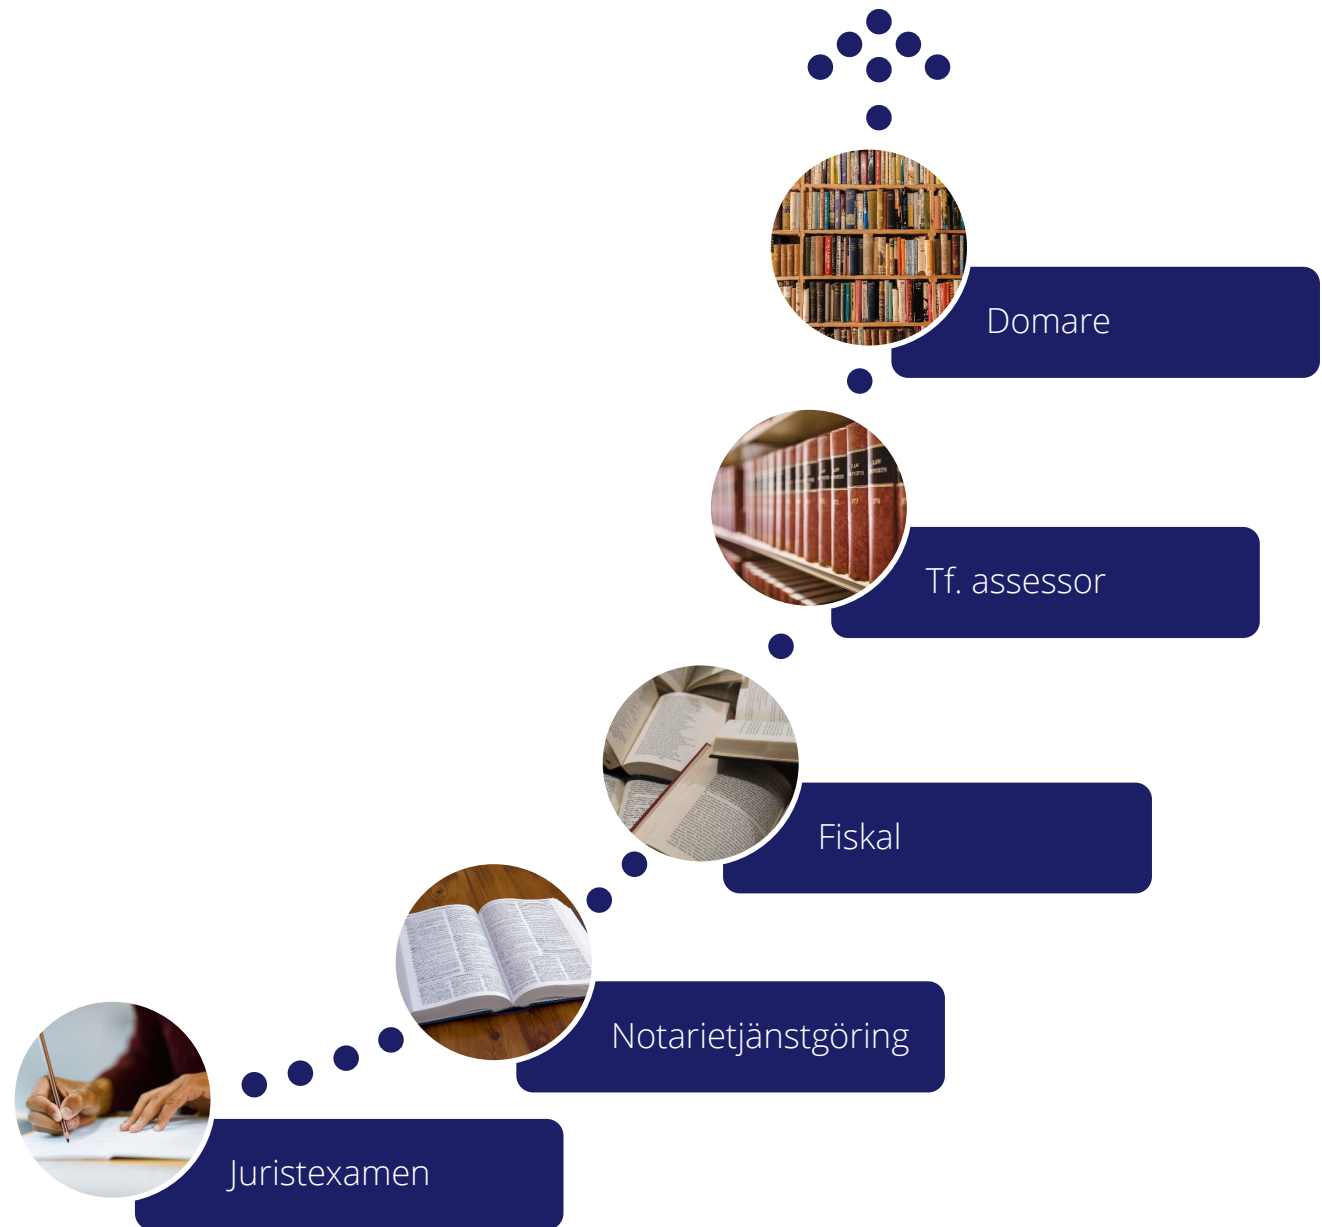 Domare
Tf. assessor
Fiskal
Notarietjänstgöring
Juristexamen